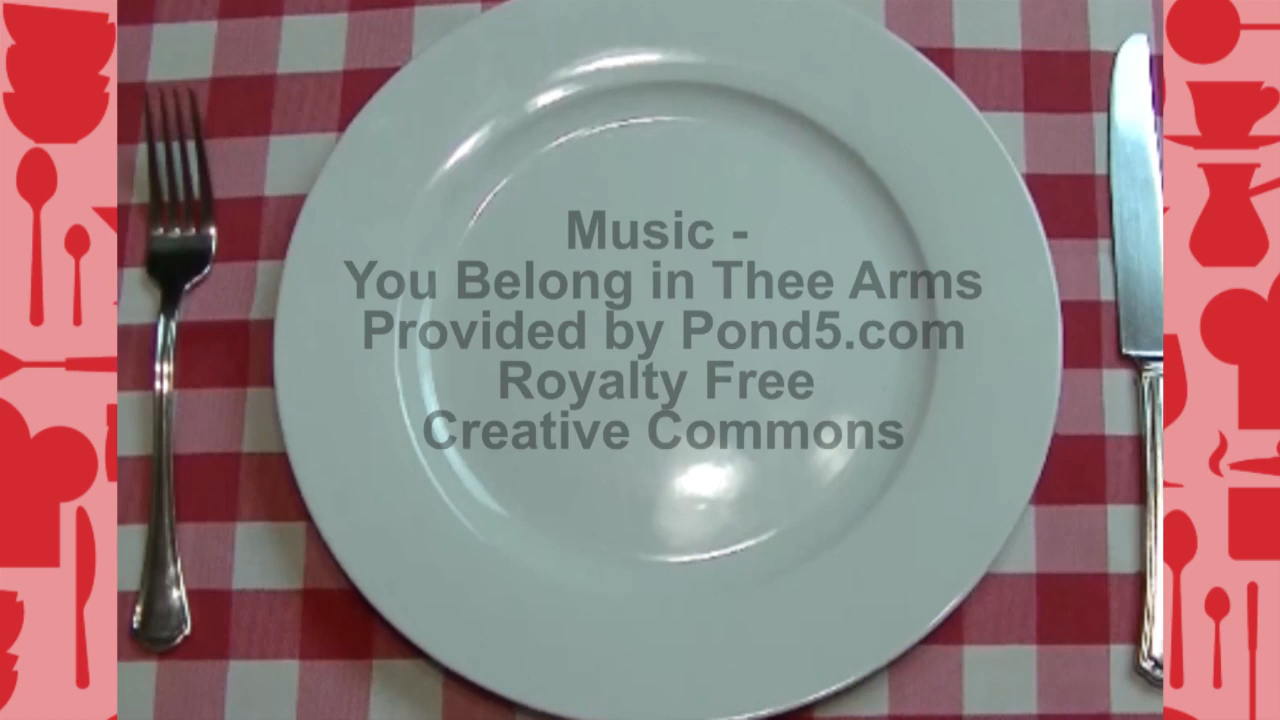 Music -
You Belong in Thee Arms
Provided by Pond5.com
Royalty Free
Creative Commons